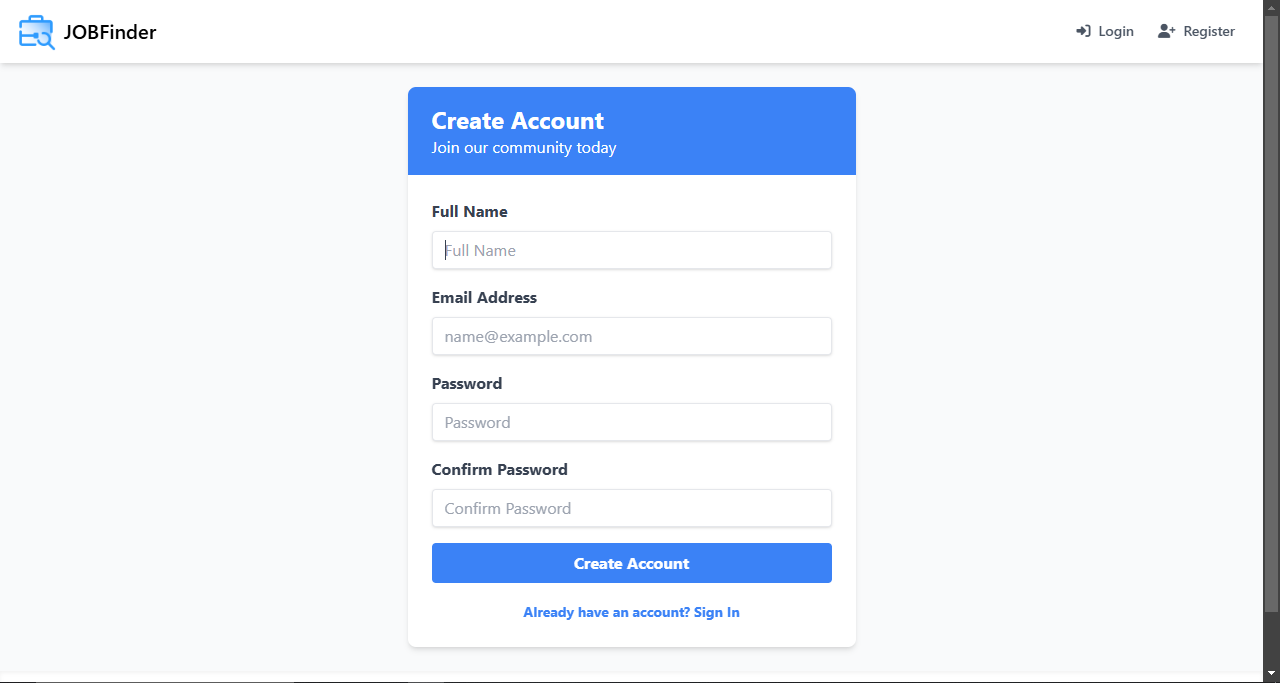 JOBFinder
Login
Register
Create Account
Join our community today
Full Name
Full Name
Email Address
name@example.com
Password
Password
Confirm Password
Confirm Password
Create Account
Already have an account? Sign In